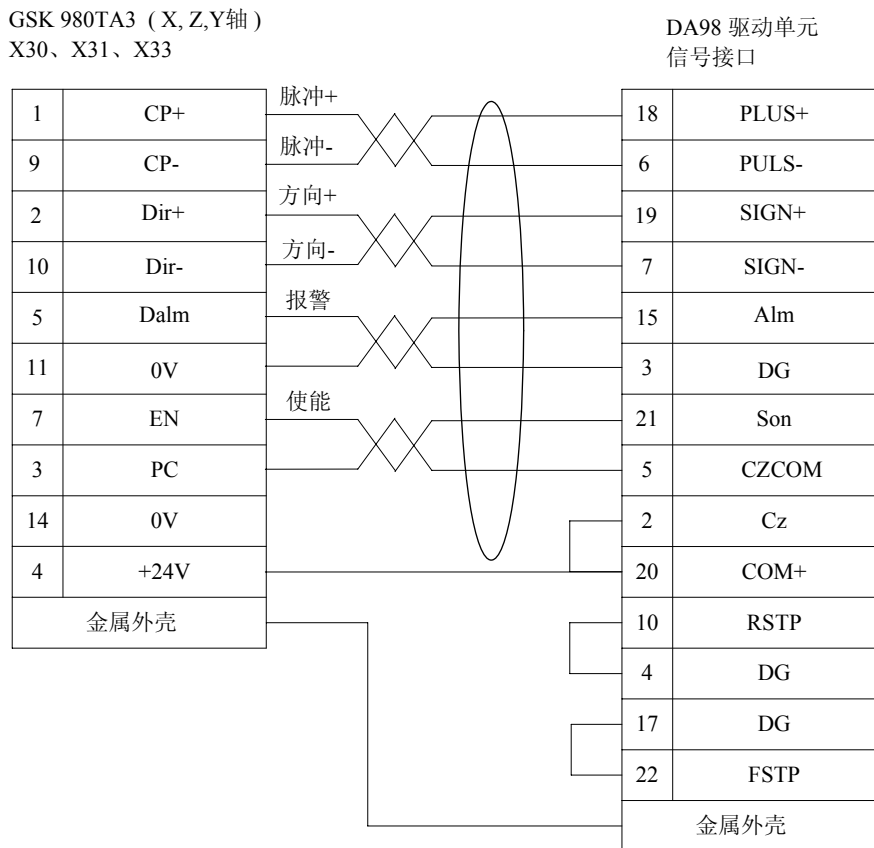 GSK 980TA3 ( X, Z,Y轴 )
X30、X31、X33
DA98 驱动单元
信号接口
1 CP+
9 CP-
2 Dir+
10 Dir-
5 Dalm
11 0V
7 EN
3 PC
14 0V
4 +24V
金属外壳
脉冲+
脉冲-
方向+
方向-
报警
使能
18 PLUS+
6 PULS-
19 SIGN+
7 SIGN-
15 Alm
3 DG
21 Son
5 CZCOM
2 Cz
20 COM+
10 RSTP
4 DG
17 DG
22 FSTP
金属外壳